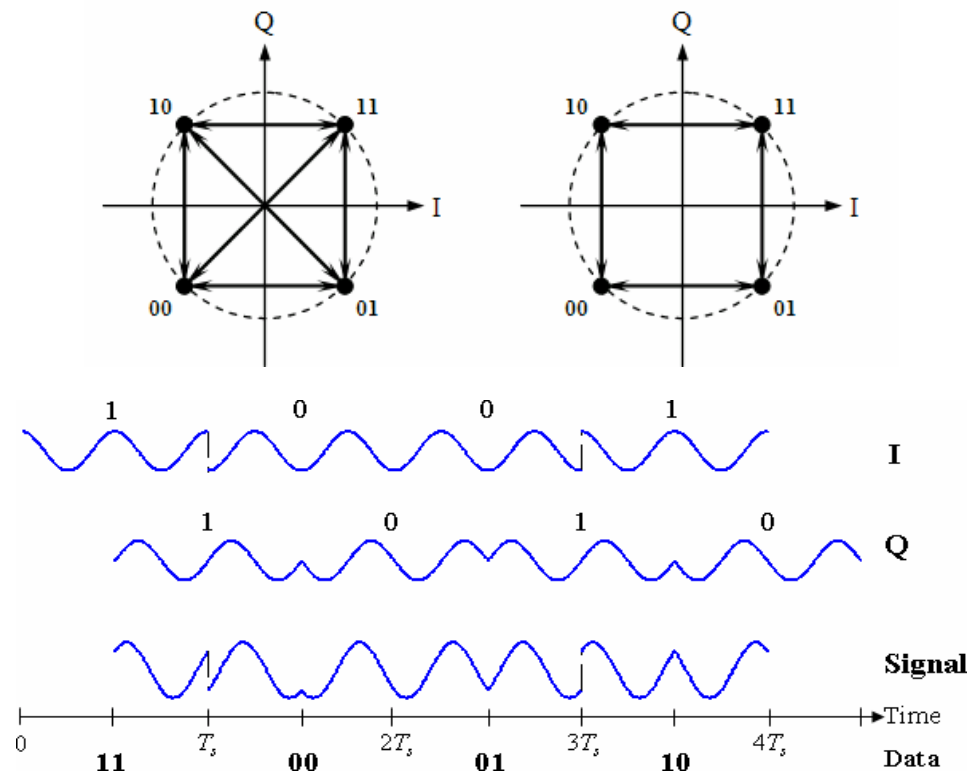 Q Q
10 11 10 11
I I
00 01 00 01
1 0 0 1
I
1 0 1 0
Q
Signal
Time
0 Ts 2Ts 3Ts 4Ts
11 00 01 10 Data